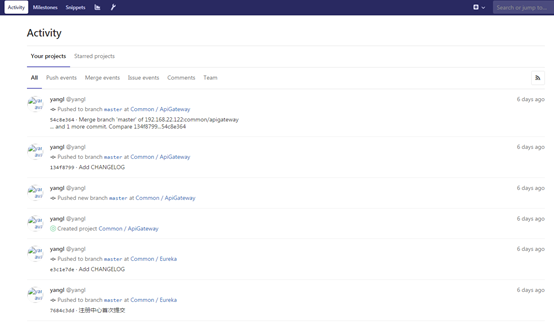 Activity Milestones Snippets Search or jump to...
Activity
Your projects Starred projects
All Push events Merge events Issue events Comments Team
yangl @yangl 6 days ago
Pushed to branch master at Common / ApiGateway
54c8e364 · Merge branch 'master' of 192.168.22.122:common/apigateway
... and 1 more commit. Compare 134f8799...54c8e364
yangl @yangl 6 days ago
Pushed to branch master at Common / ApiGateway
134f8799 · Add CHANGELOG
yangl @yangl 6 days ago
Pushed new branch master at Common / ApiGateway
yangl @yangl 6 days ago
Created project Common / ApiGateway
yangl @yangl 6 days ago
Pushed to branch master at Common / Eureka
e3c1e7de · Add CHANGELOG
yangl @yangl 6 days ago
Pushed to branch master at Common / Eureka
7684c3dd · 注册中心首次提交